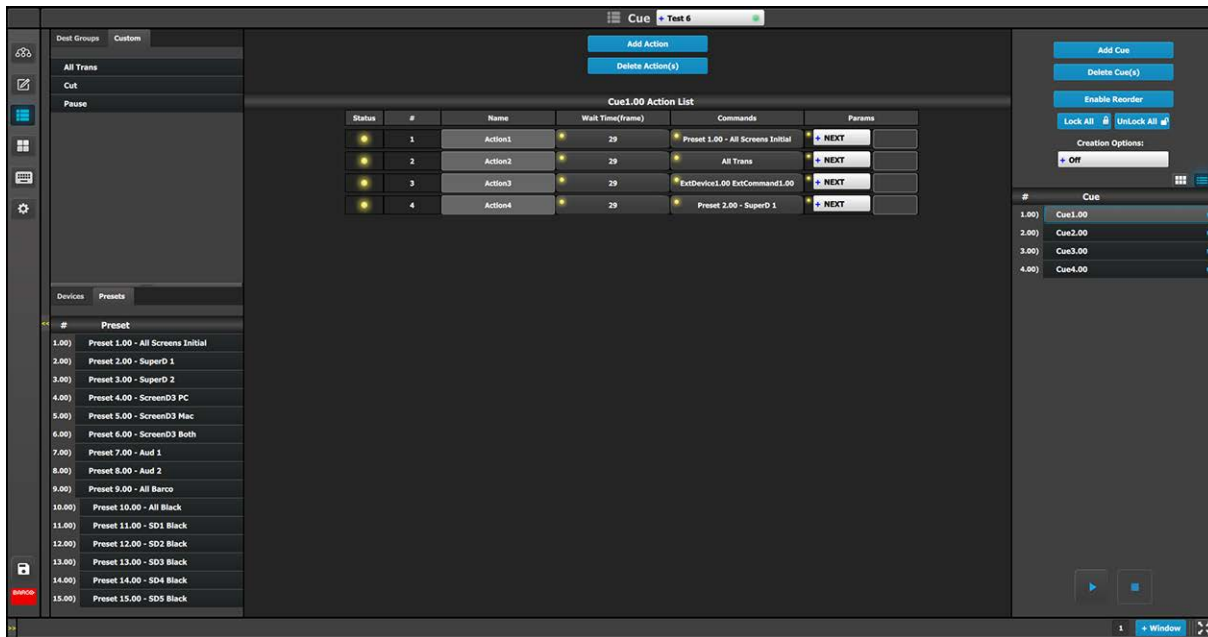 Cue + Test 6
Dest Groups Custom
All Trans
Cut
Pause
Devices Presets
# Preset
1.00) Preset 1.00 - All Screens Initial
2.00) Preset 2.00 - SuperD 1
3.00) Preset 3.00 - SuperD 2
4.00) Preset 4.00 - ScreenD3 PC
5.00) Preset 5.00 - ScreenD3 Mac
6.00) Preset 6.00 - ScreenD3 Both
7.00) Preset 7.00 - Aud 1
8.00) Preset 8.00 - Aud 2
9.00) Preset 9.00 - All Barco
10.00) Preset 10.00 - All Black
11.00) Preset 11.00 - SD1 Black
12.00) Preset 12.00 - SD2 Black
13.00) Preset 13.00 - SD3 Black
14.00) Preset 14.00 - SD4 Black
15.00) Preset 15.00 - SD5 Black
BARCO
<<
>>
Add Action
Delete Action(s)
Cue1.00 Action List
Status # Name Wait Time(frame) Commands Params
1 Action1 29 Preset 1.00 - All Screens Initial + NEXT
2 Action2 29 All Trans + NEXT
3 Action3 29 ExtDevice1.00 ExtCommand1.00 + NEXT
4 Action4 29 Preset 2.00 - SuperD 1 + NEXT
Add Cue
Delete Cue(s)
Enable Reorder
Lock All UnLock All
Creation Options:
+ Off
# Cue
1.00) Cue1.00
2.00) Cue2.00
3.00) Cue3.00
4.00) Cue4.00
1 + Window